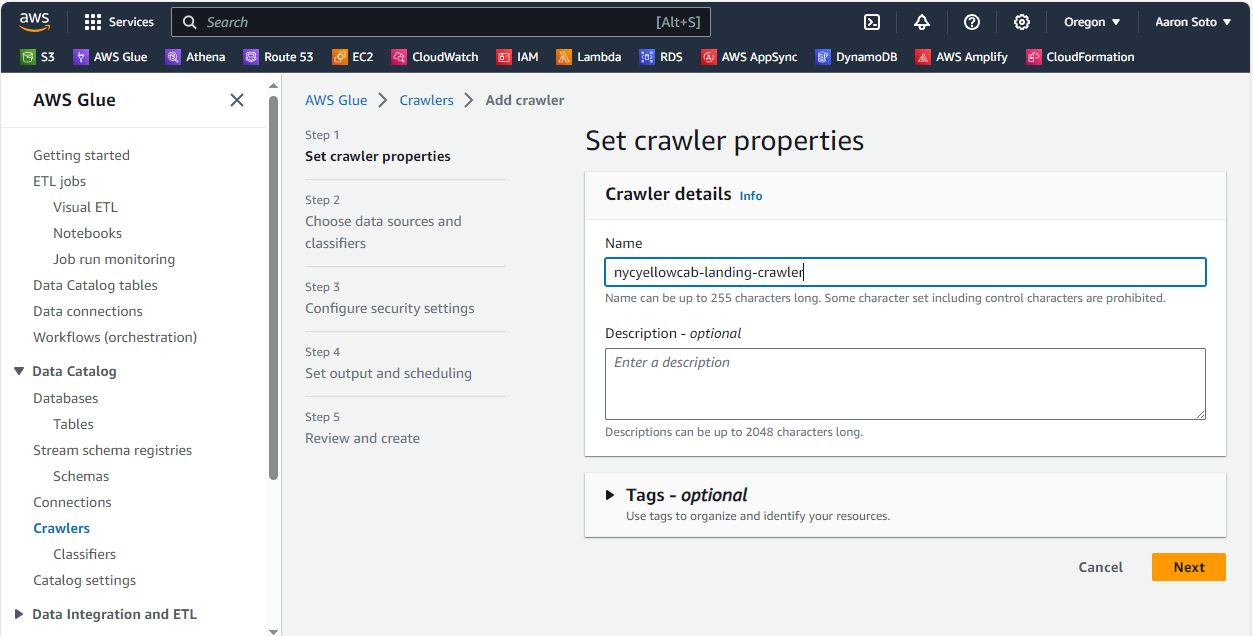 aws
Services
Search
[Alt+S]
Oregon
Aaron Soto
S3
AWS Glue
Athena
Route 53
EC2
CloudWatch
IAM
Lambda
RDS
AWS AppSync
DynamoDB
AWS Amplify
CloudFormation
AWS Glue
Getting started
ETL jobs
Visual ETL
Notebooks
Job run monitoring
Data Catalog tables
Data connections
Workflows (orchestration)
Data Catalog
Databases
Tables
Stream schema registries
Schemas
Connections
Crawlers
Classifiers
Catalog settings
Data Integration and ETL
AWS Glue
Crawlers
Add crawler
Step 1
Set crawler properties
Step 2
Choose data sources and
classifiers
Step 3
Configure security settings
Step 4
Set output and scheduling
Step 5
Review and create
Set crawler properties
Crawler details Info
Name
nycyellowcab-landing-crawler
Name can be up to 255 characters long. Some character set including control characters are prohibited.
Description - optional
Enter a description
Descriptions can be up to 2048 characters long.
Tags - optional
Use tags to organize and identify your resources.
Cancel
Next